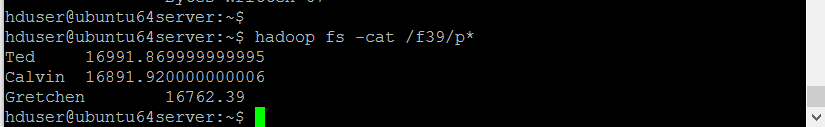 hduser@ubuntu64server:~$
hduser@ubuntu64server:~$ hadoop fs -cat /f39/p*
Ted     16991.869999999995
Calvin  16891.920000000006
Gretchen        16762.39
hduser@ubuntu64server:~$